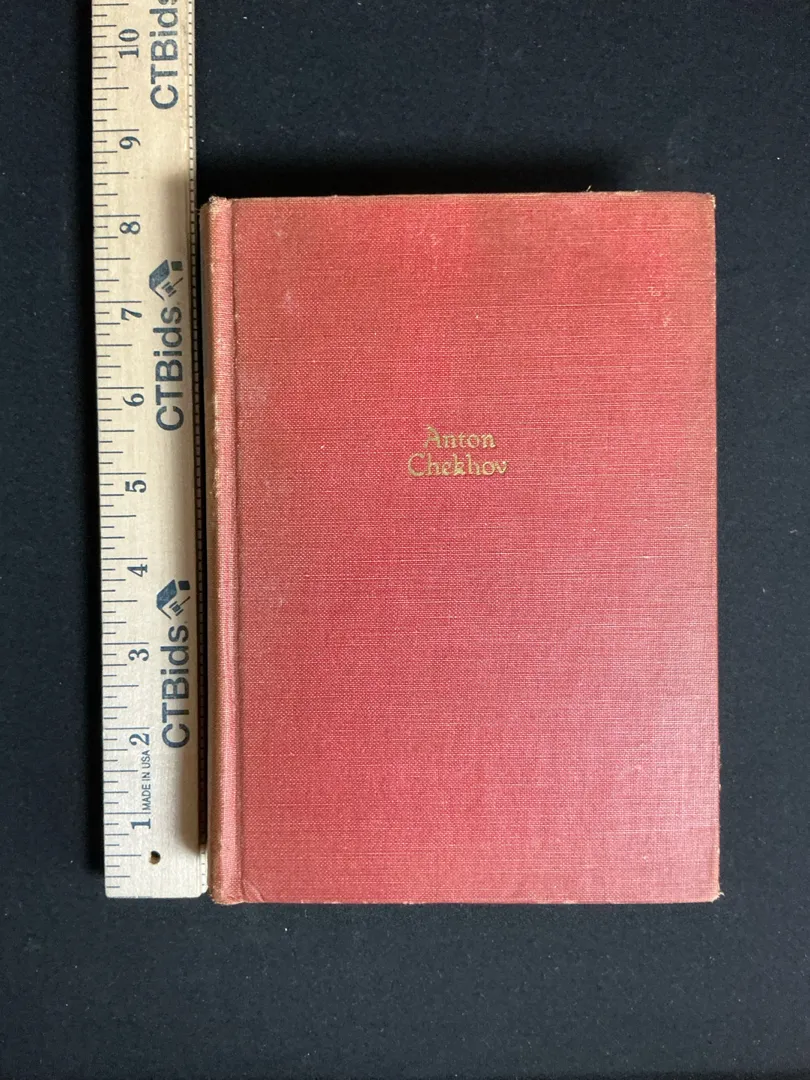 10
CTBids
9
8
7
CTBids
6
5
4
3
CTBids
2
MADE IN USA
1
Anton
Chekhov